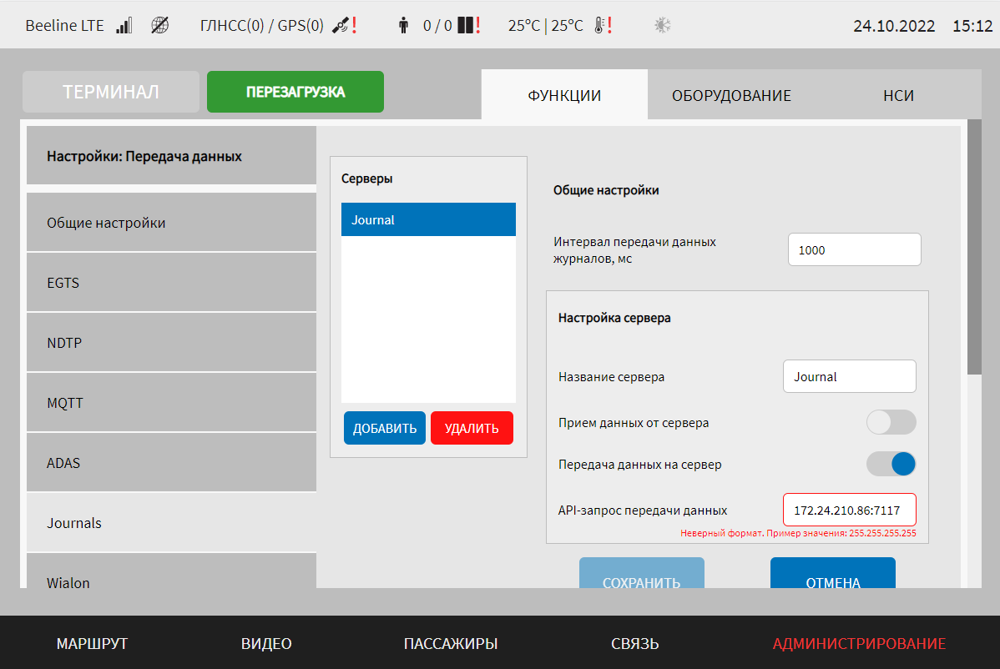 Beeline LTE ГЛНСС(0) / GPS(0) ! 0 / 0 ! 25°C | 25°C ! 24.10.2022 15:12
ТЕРМИНАЛ ПЕРЕЗАГРУЗКА ФУНКЦИИ ОБОРУДОВАНИЕ НСИ
Настройки: Передача данных
Общие настройки
EGTS
NDTP
MQTT
ADAS
Journals
Wialon
Серверы
Journal
ДОБАВИТЬ УДАЛИТЬ
Общие настройки
Интервал передачи данных
журналов, мс
1000
Настройка сервера
Название сервера Journal
Прием данных от сервера
Передача данных на сервер
API-запрос передачи данных 172.24.210.86:7117
Неверный формат. Пример значения: 255.255.255.255
СОХРАНИТЬ ОТМЕНА
МАРШРУТ ВИДЕО ПАССАЖИРЫ СВЯЗЬ АДМИНИСТРИРОВАНИЕ